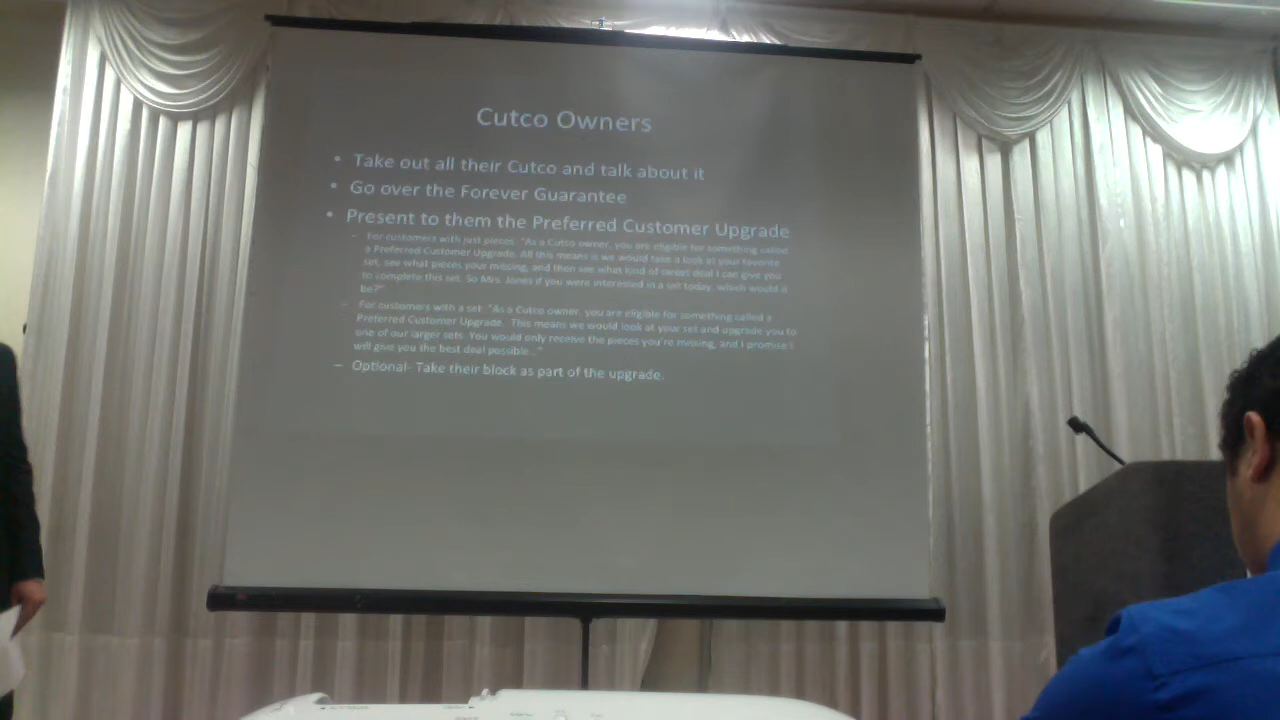 Cutco Owners
• Take out all their Cutco and talk about it
• Go over the Forever Guarantee
• Present to them the Preferred Customer Upgrade
– For customers with just pieces: "As a Cutco owner, you are eligible for something called
a Preferred Customer Upgrade. All this means is we would take a look at your favorite
set, see what pieces your missing, and then see what kind of sweet deal I can give you
to complete this set. So Mrs. Jones if you were interested in a set today, which would it
be?"
– For customers with a set: "As a Cutco owner, you are eligible for something called a
Preferred Customer Upgrade. This means we would look at your set and upgrade you to
one of our larger sets. You would only receive the pieces you're missing, and I promise I
will give you the best deal possible..."
– Optional- Take their block as part of the upgrade.